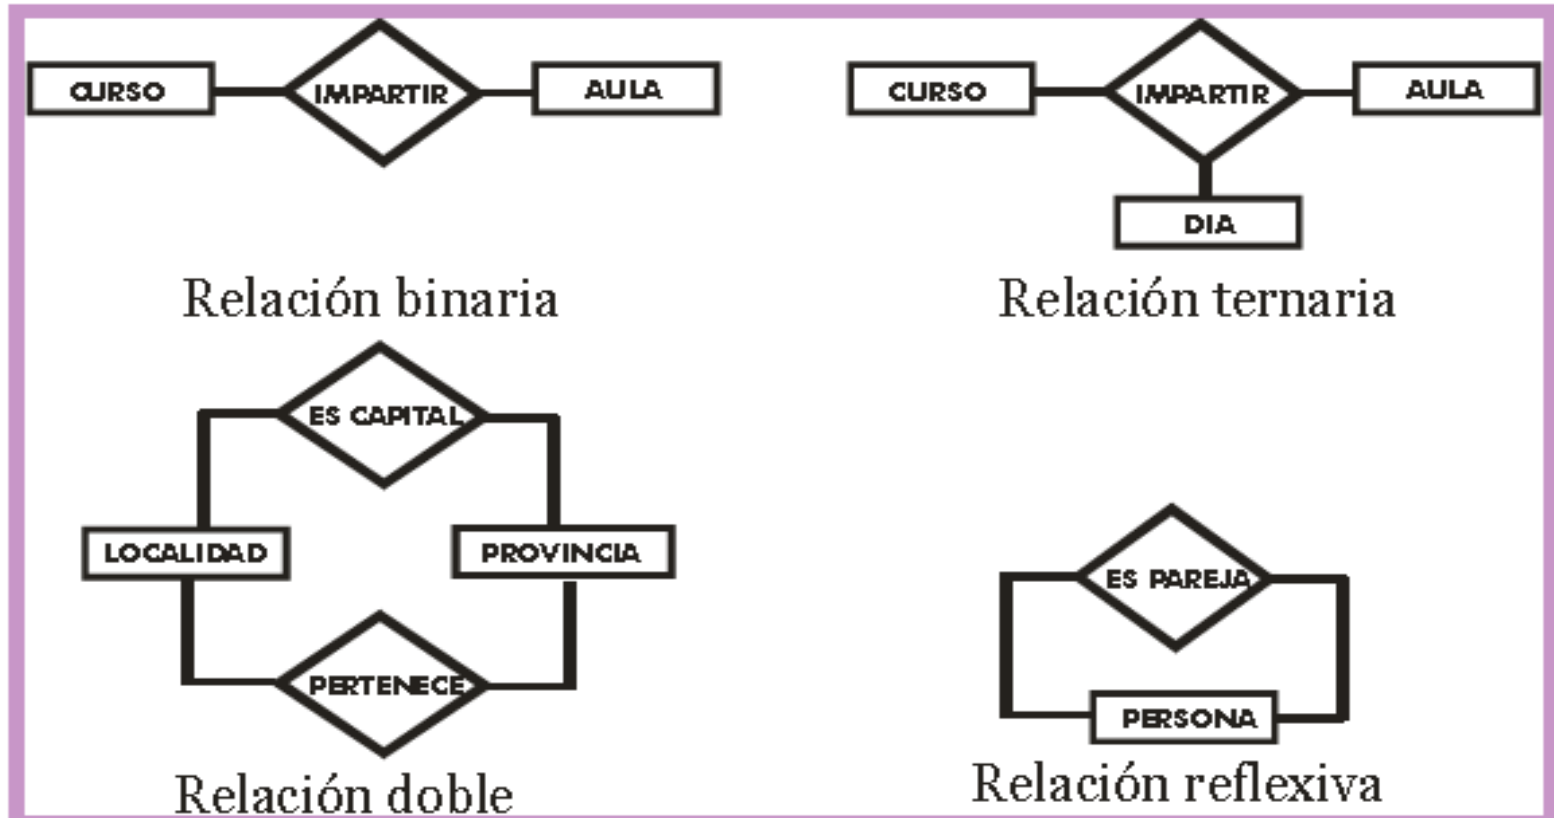 CURSO IMPARTIR AULA
Relación binaria
CURSO IMPARTIR AULA
DIA
Relación ternaria
ES CAPITAL
LOCALIDAD PROVINCIA
PERTENECE
Relación doble
ES PAREJA
PERSONA
Relación reflexiva